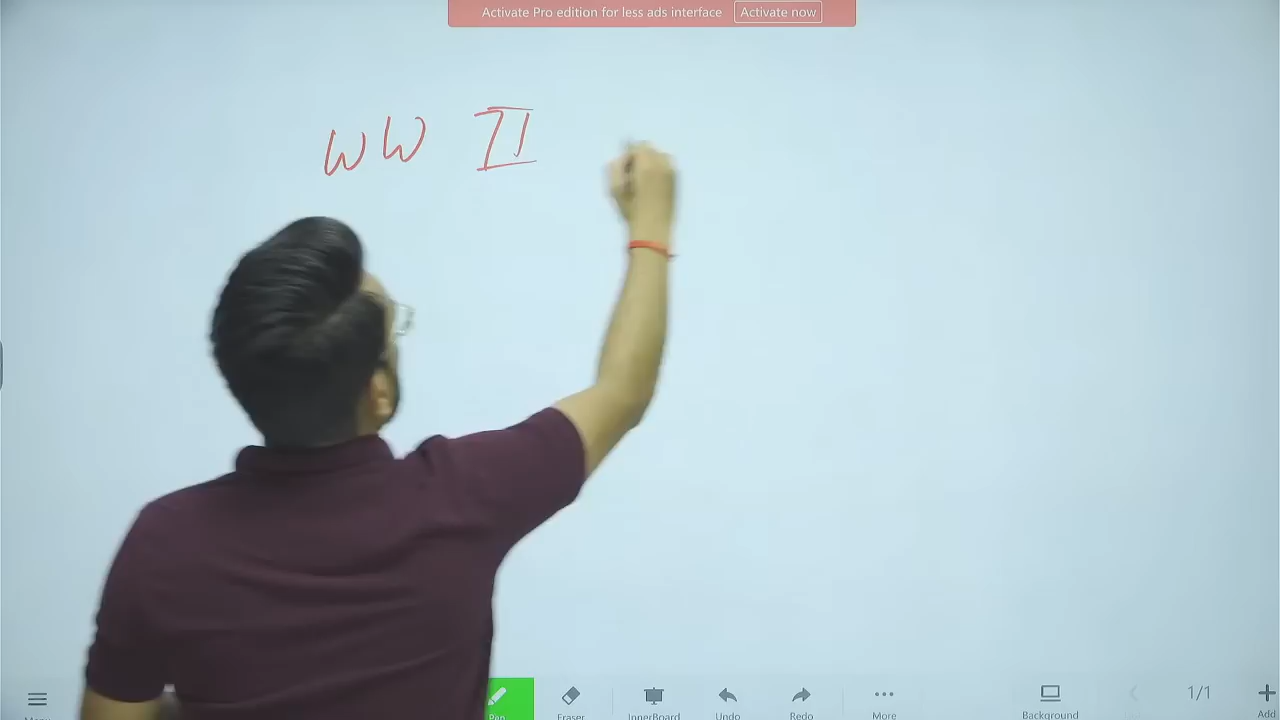 Activate Pro edition for less ads interface Activate now
WW II
Pen Eraser InnerBoard Undo Redo More Background 1/1 Add